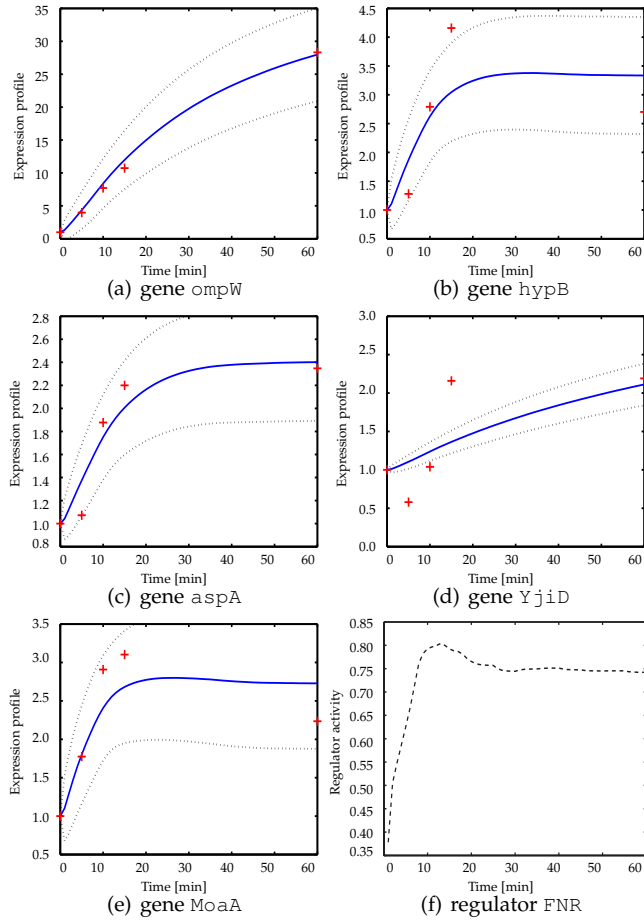 35
30
25
20
15
10
5
0
Expression profile
0 10 20 30 40 50 60
Time [min]
(a) gene ompW
4.5
4.0
3.5
3.0
2.5
2.0
1.5
1.0
0.5
Expression profile
0 10 20 30 40 50 60
Time [min]
(b) gene hypB
2.8
2.6
2.4
2.2
2.0
1.8
1.6
1.4
1.2
1.0
0.8
Expression profile
0 10 20 30 40 50 60
Time [min]
(c) gene aspA
3.0
2.5
2.0
1.5
1.0
0.5
0.0
Expression profile
0 10 20 30 40 50 60
Time [min]
(d) gene YjiD
3.5
3.0
2.5
2.0
1.5
1.0
0.5
Expression profile
0 10 20 30 40 50 60
Time [min]
(e) gene MoaA
0.85
0.80
0.75
0.70
0.65
0.60
0.55
0.50
0.45
0.40
0.35
Regulator activity
0 10 20 30 40 50 60
Time [min]
(f) regulator FNR